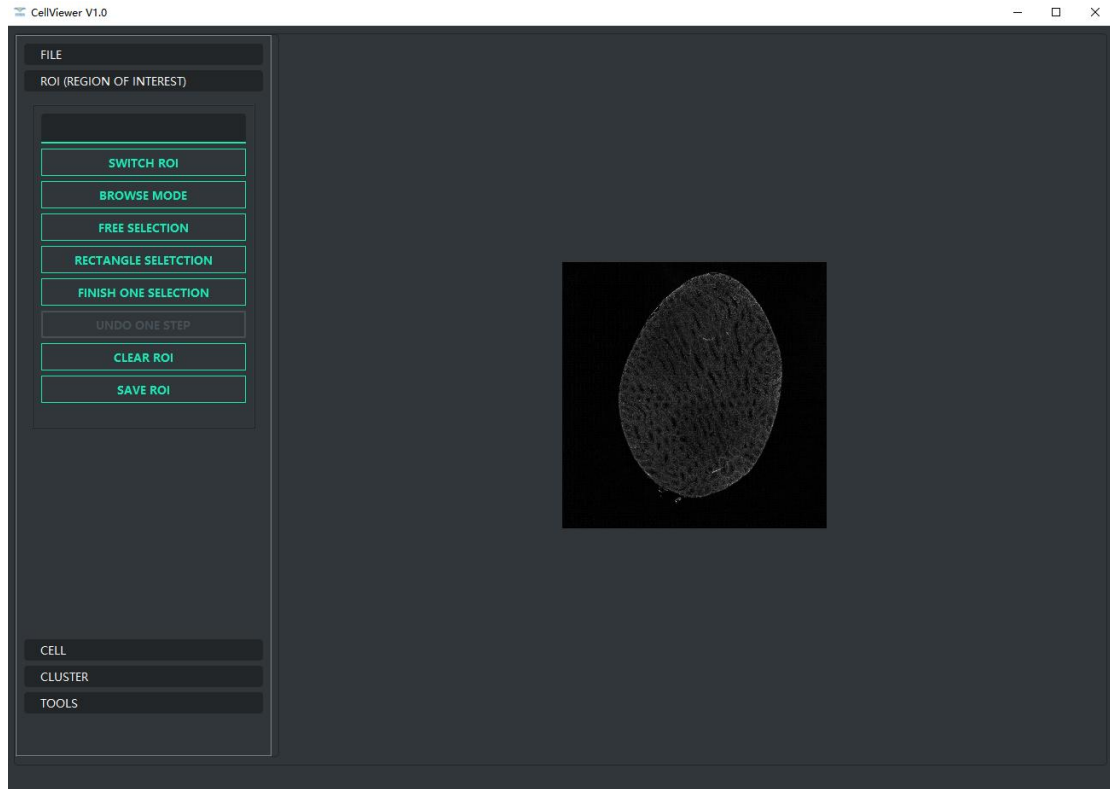 CellViewer V1.0
FILE
ROI (REGION OF INTEREST)
SWITCH ROI
BROWSE MODE
FREE SELECTION
RECTANGLE SELETCTION
FINISH ONE SELECTION
UNDO ONE STEP
CLEAR ROI
SAVE ROI
CELL
CLUSTER
TOOLS